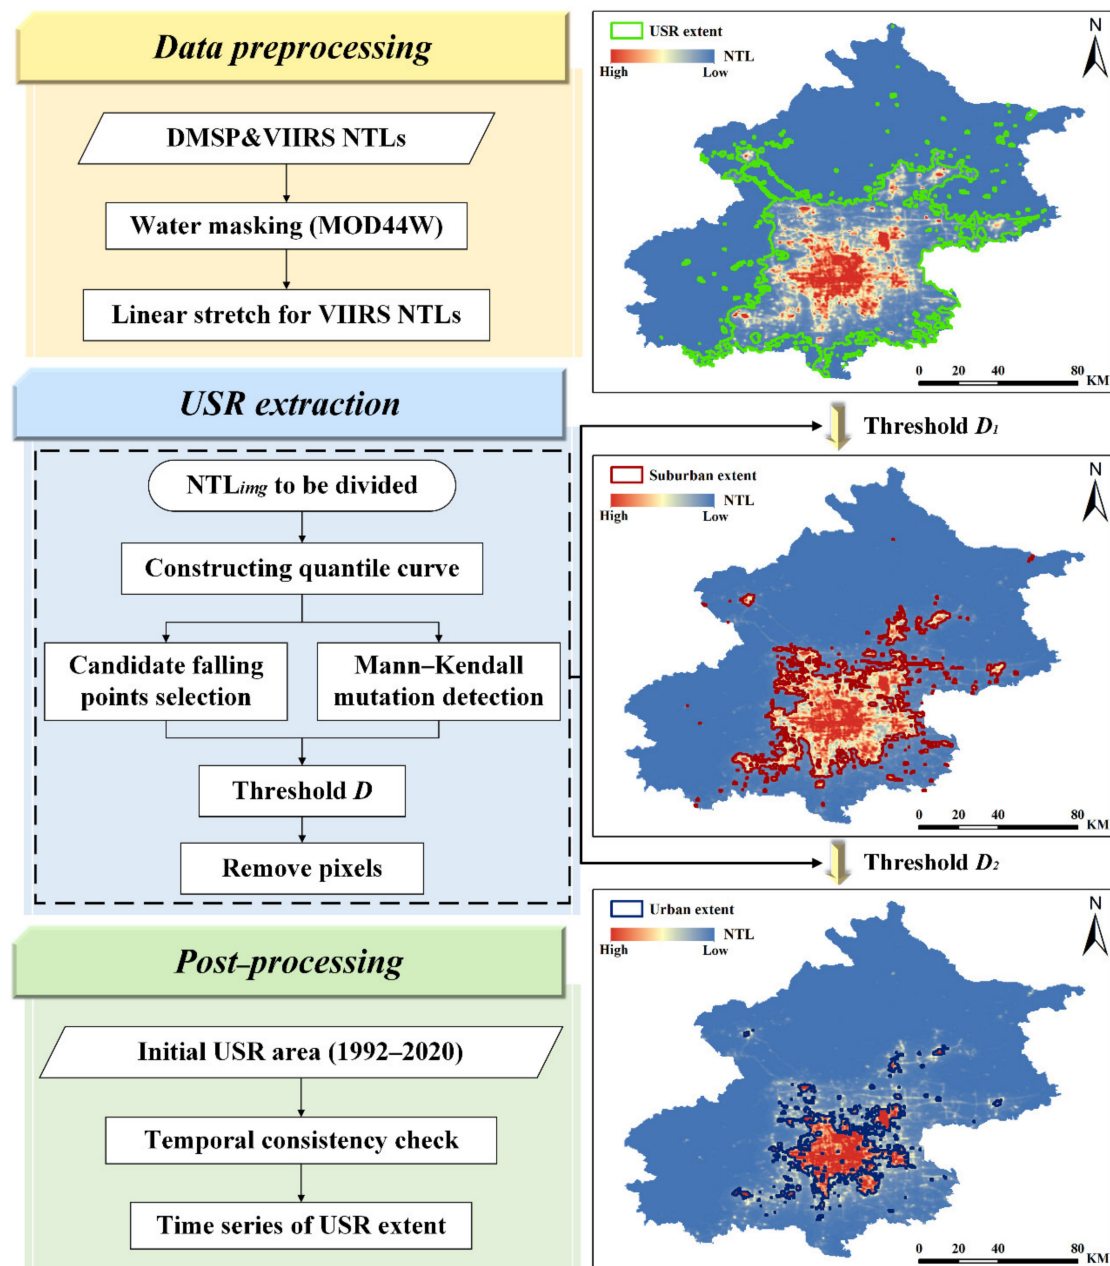 Data preprocessing
DMSP&VIIRS NTLs
Water masking (MOD44W)
Linear stretch for VIIRS NTLs
USR extraction
NTLimg to be divided
Constructing quantile curve
Candidate falling
points selection
Mann–Kendall
mutation detection
Threshold D
Remove pixels
Post–processing
Initial USR area (1992–2020)
Temporal consistency check
Time series of USR extent
USR extent
NTL
High Low
N
0 20 40 80
KM
Threshold D1
Suburban extent
NTL
High Low
N
0 20 40 80
KM
Threshold D2
Urban extent
NTL
High Low
N
0 20 40 80
KM